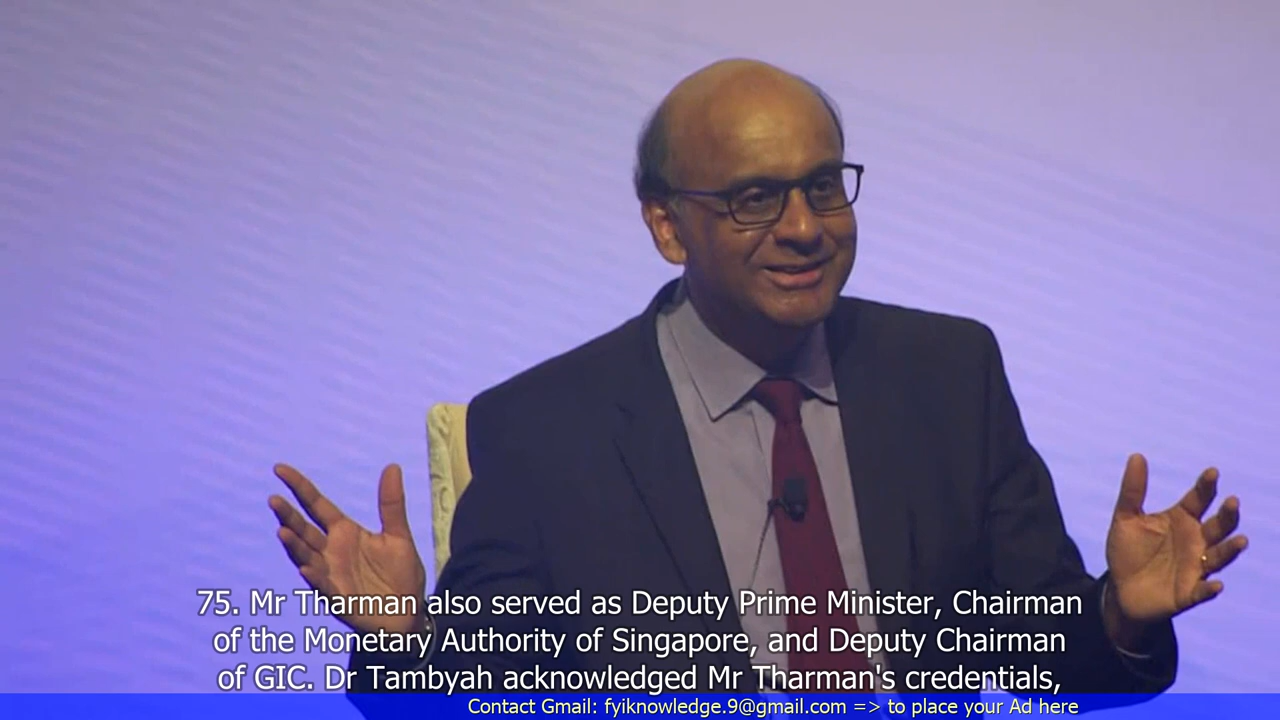 75. Mr Tharman also served as Deputy Prime Minister, Chairman
of the Monetary Authority of Singapore, and Deputy Chairman
of GIC. Dr Tambyah acknowledged Mr Tharman's credentials,
Contact Gmail: fyiknowledge.9@gmail.com => to place your Ad here